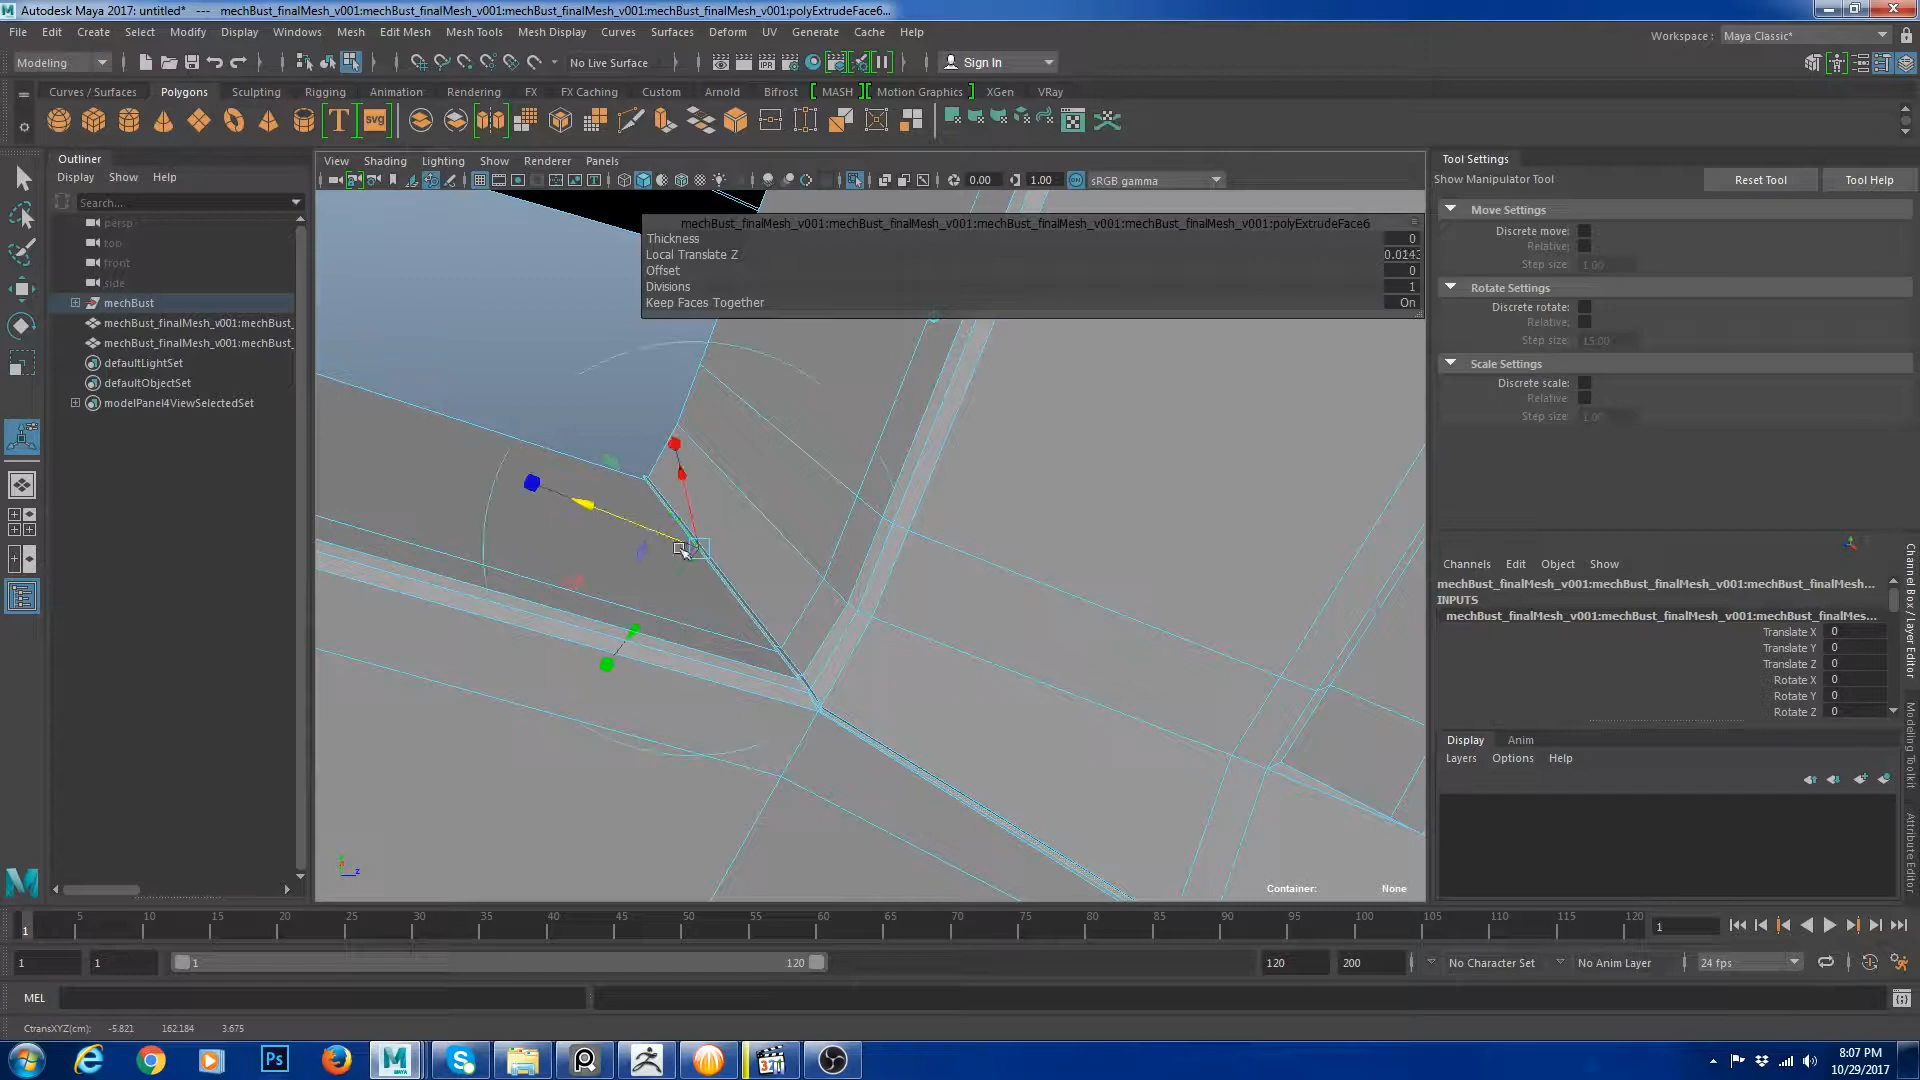 Autodesk Maya 2017: untitled*   ---   mechBust_finalMesh_v001:mechBust_finalMesh_v001:mechBust_finalMesh_v001:polyExtrudeFace6...
File Edit Create Select Modify Display Windows Mesh Edit Mesh Mesh Tools Mesh Display Curves Surfaces Deform UV Generate Cache Help
Workspace : Maya Classic*
Modeling No Live Surface Sign In
Curves / Surfaces Polygons Sculpting Rigging Animation Rendering FX FX Caching Custom Arnold Bifrost MASH Motion Graphics XGen VRay
T svg
Outliner
Display Show Help
Search...
persp
top
front
side
mechBust
mechBust_finalMesh_v001:mechBust_
mechBust_finalMesh_v001:mechBust_
defaultLightSet
defaultObjectSet
modelPanel4ViewSelectedSet
View Shading Lighting Show Renderer Panels
0.00 1.00 sRGB gamma
mechBust_finalMesh_v001:mechBust_finalMesh_v001:mechBust_finalMesh_v001:mechBust_finalMesh_v001:polyExtrudeFace6
Thickness 0
Local Translate Z 0.0143
Offset 0
Divisions 1
Keep Faces Together On
Container: None
Tool Settings
Show Manipulator Tool Reset Tool Tool Help
Move Settings
Discrete move:
Relative:
Step size: 1.00
Rotate Settings
Discrete rotate:
Relative:
Step size: 15.00
Scale Settings
Discrete scale:
Relative:
Step size: 1.00
Channels Edit Object Show
mechBust_finalMesh_v001:mechBust_finalMesh_v001:mechBust_finalMesh...
INPUTS
mechBust_finalMesh_v001:mechBust_finalMesh_v001:mechBust_finalMes...
Translate X 0
Translate Y 0
Translate Z 0
Rotate X 0
Rotate Y 0
Rotate Z 0
Display Anim
Layers Options Help
Channel Box / Layer Editor
Modeling Toolkit
Attribute Editor
5 10 15 20 25 30 35 40 45 50 55 60 65 70 75 80 85 90 95 100 105 110 115 120
1 1
1 1 1 120 120 200 No Character Set No Anim Layer 24 fps
MEL
CtransXYZ(cm): -5.821 162.184 3.675
8:07 PM
10/29/2017